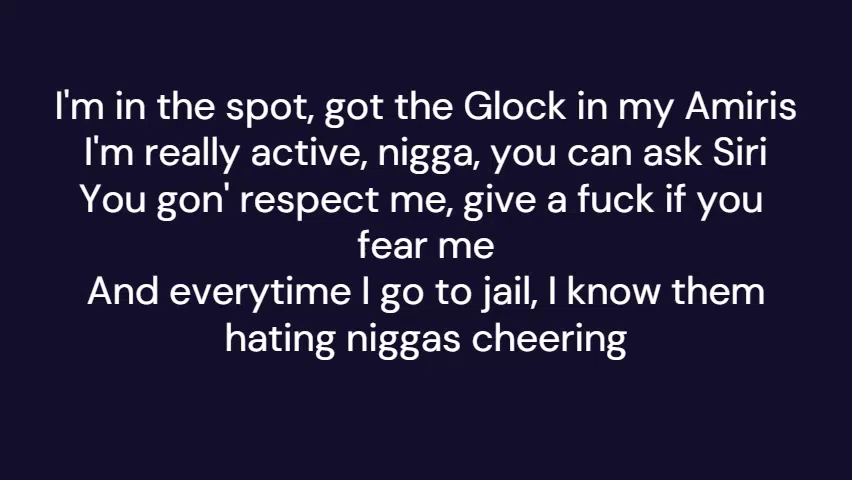 I'm in the spot, got the Glock in my Amiris
I'm really active, nigga, you can ask Siri
You gon' respect me, give a fuck if you
fear me
And everytime I go to jail, I know them
hating niggas cheering